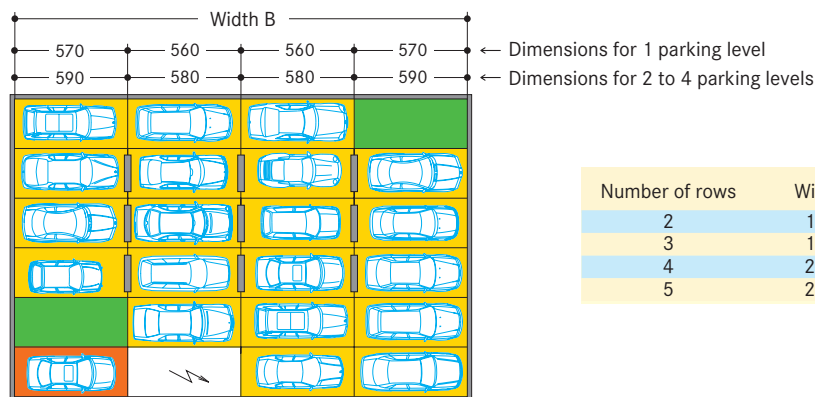 Width B
570 560 560 570 ← Dimensions for 1 parking level
590 580 580 590 ← Dimensions for 2 to 4 parking levels
Number of rows
2
3
4
5